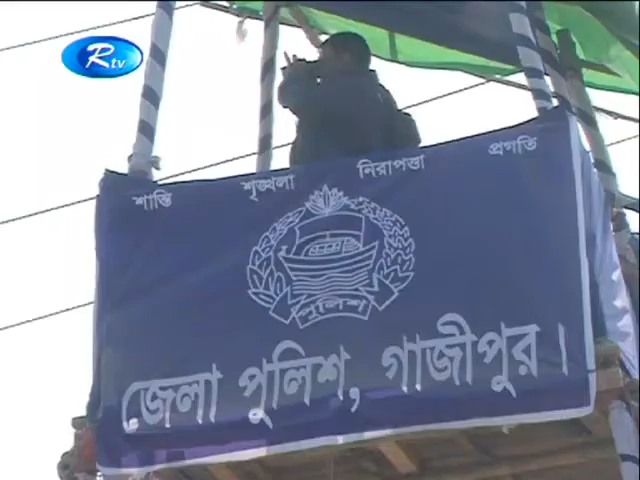 Rtv
শান্তি শৃঙ্খলা নিরাপত্তা প্রগতি
পুলিশ
জেলা পুলিশ, গাজীপুর।